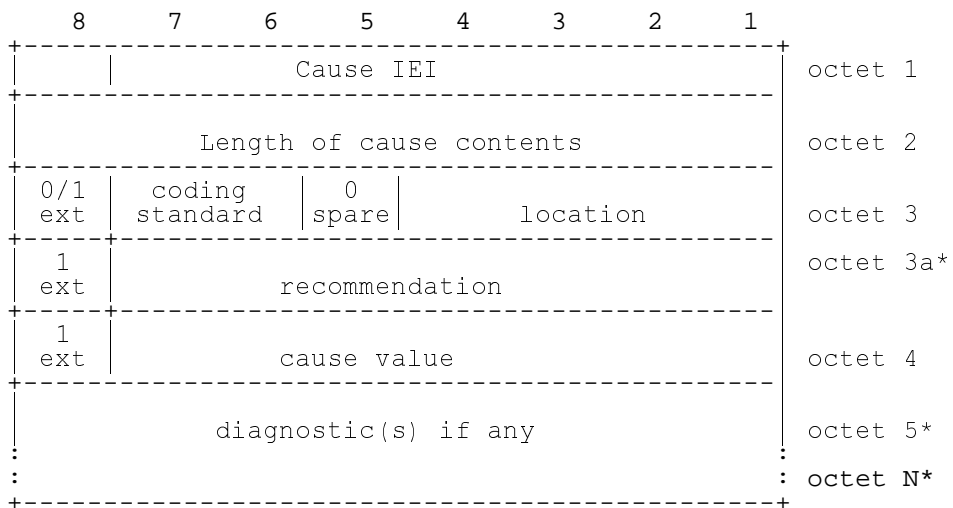 8 7 6 5 4 3 2 1
Cause IEI octet 1
Length of cause contents octet 2
0/1 coding 0
ext standard spare location octet 3
1 octet 3a*
ext recommendation
1
ext cause value octet 4
diagnostic(s) if any octet 5*
: :
: : octet N*